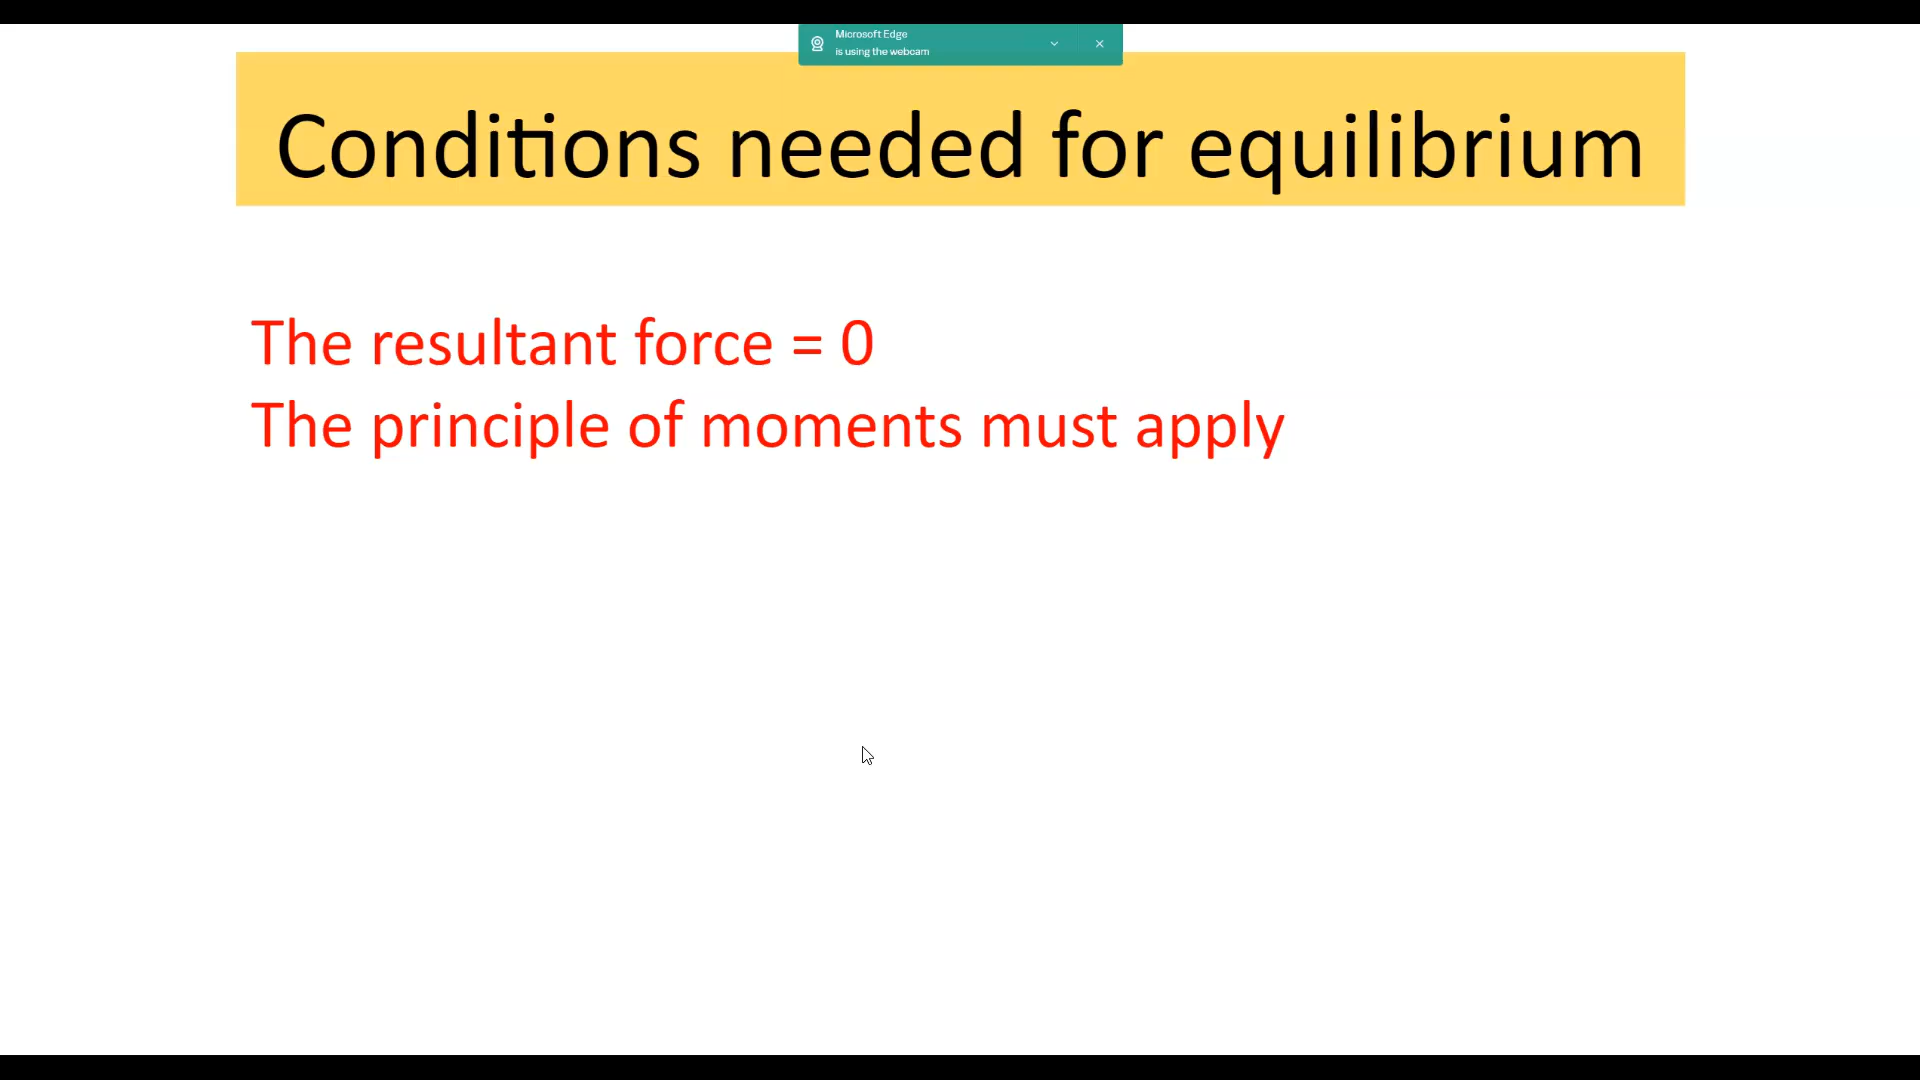 Microsoft Edge
is using the webcam
Conditions needed for equilibrium
The resultant force = 0
The principle of moments must apply